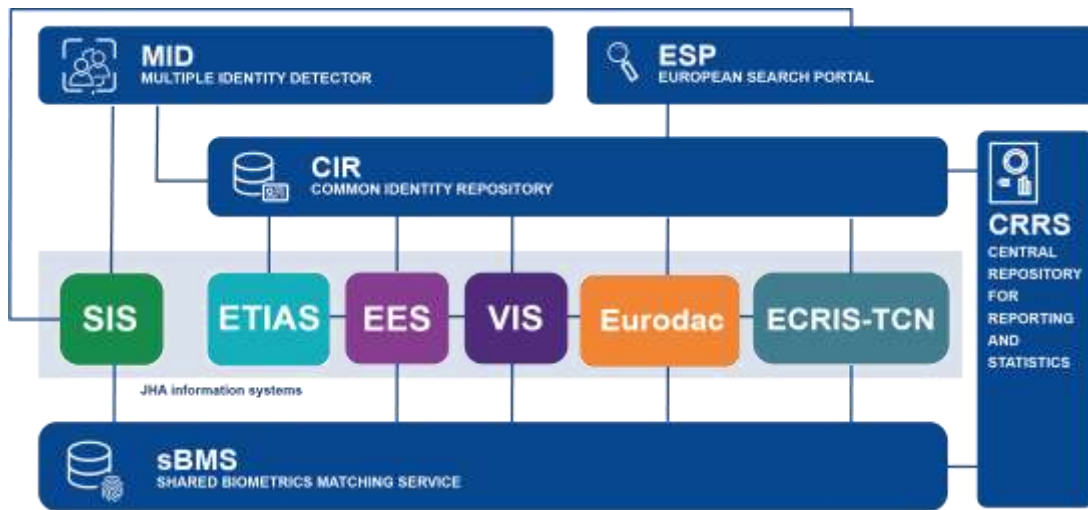 MID
MULTIPLE IDENTITY DETECTOR
ESP
EUROPEAN SEARCH PORTAL
CIR
COMMON IDENTITY REPOSITORY
CRRS
CENTRAL
REPOSITORY
FOR
REPORTING
AND
STATISTICS
SIS
ETIAS
EES
VIS
Eurodac
ECRIS-TCN
JHA information systems
sBMS
SHARED BIOMETRICS MATCHING SERVICE